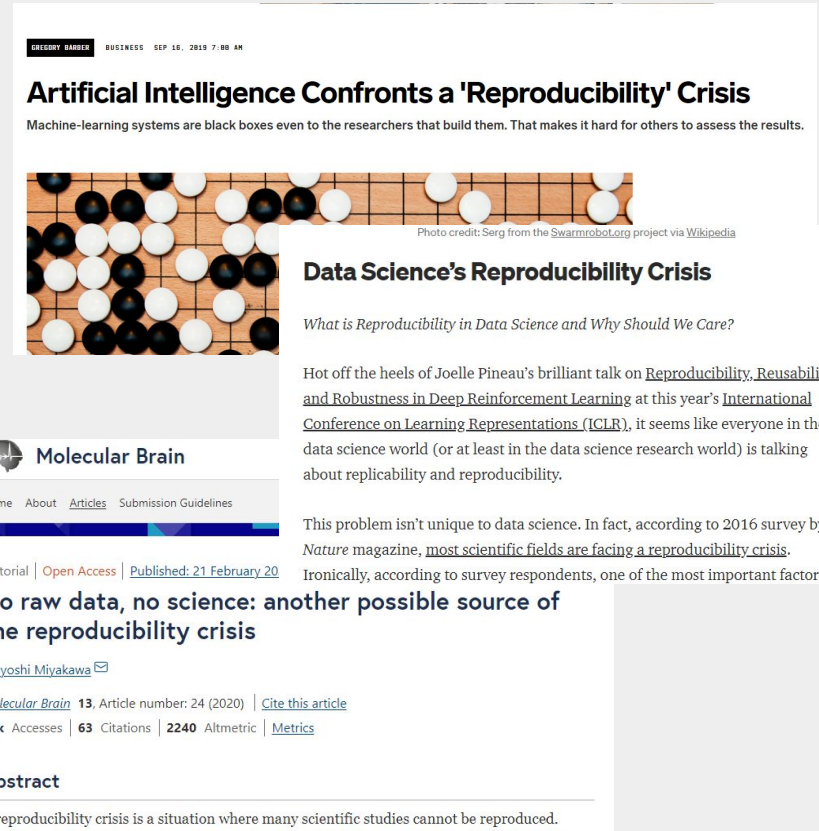 GREGORY BARBER BUSINESS SEP 16, 2019 7:00 AM
Artificial Intelligence Confronts a 'Reproducibility' Crisis
Machine-learning systems are black boxes even to the researchers that build them. That makes it hard for others to assess the results.
Photo credit: Serg from the Swarmrobot.org project via Wikipedia
Data Science’s Reproducibility Crisis
What is Reproducibility in Data Science and Why Should We Care?
Hot off the heels of Joelle Pineau’s brilliant talk on Reproducibility, Reusabili
and Robustness in Deep Reinforcement Learning at this year’s International
Conference on Learning Representations (ICLR), it seems like everyone in the
data science world (or at least in the data science research world) is talking
about replicability and reproducibility.
This problem isn’t unique to data science. In fact, according to 2016 survey by
Nature magazine, most scientific fields are facing a reproducibility crisis.
Ironically, according to survey respondents, one of the most important factor
Molecular Brain
me About Articles Submission Guidelines
torial Open Access Published: 21 February 20
o raw data, no science: another possible source of
he reproducibility crisis
yoshi Miyakawa
lecular Brain 13, Article number: 24 (2020) Cite this article
k Accesses 63 Citations 2240 Altmetric Metrics
bstract
reproducibility crisis is a situation where many scientific studies cannot be reproduced.